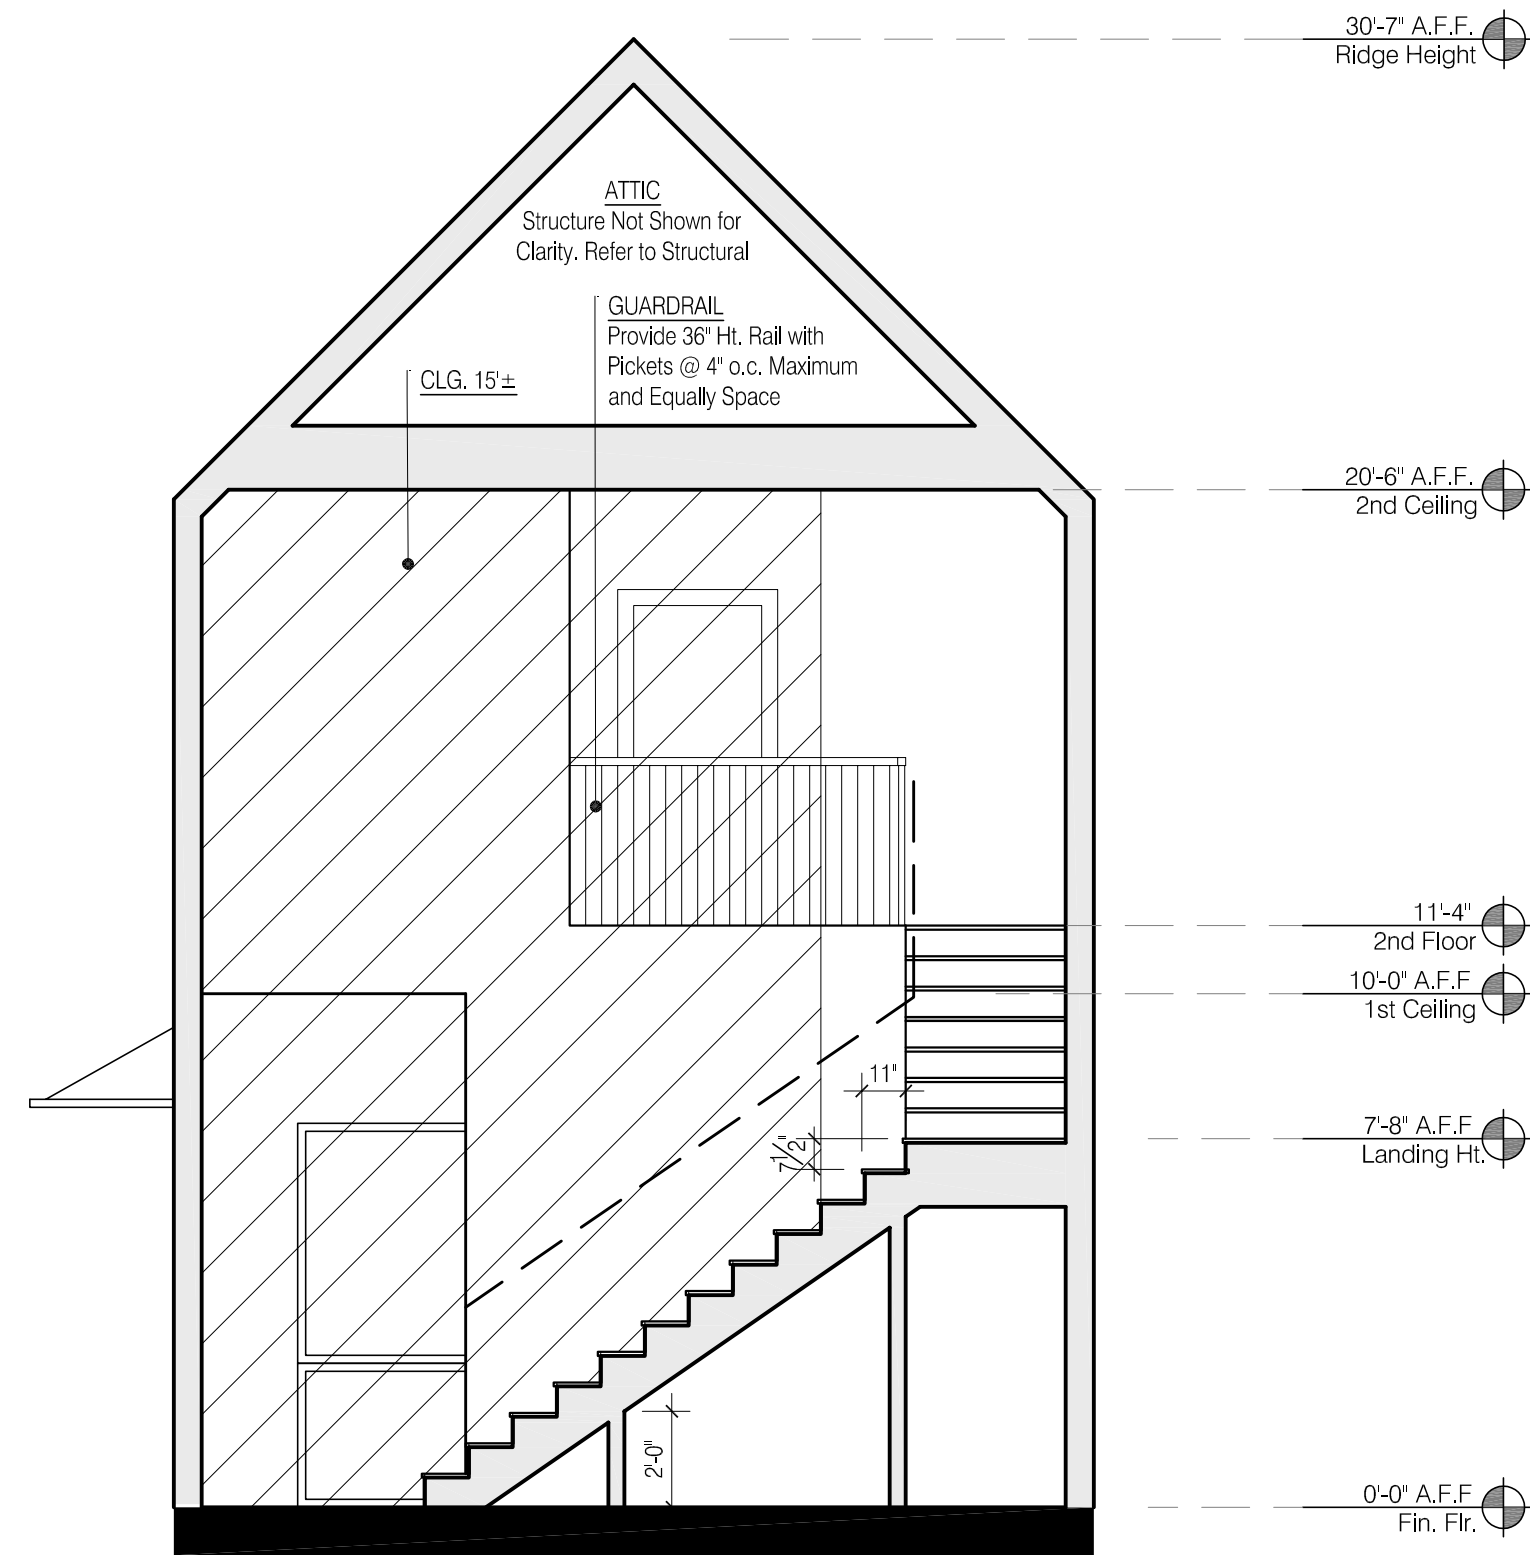 30'-7" A.F.F.
Ridge Height
ATTIC
Structure Not Shown for
Clarity. Refer to Structural
GUARDRAIL
Provide 36" Ht. Rail with
Pickets @ 4" o.c. Maximum
and Equally Space
CLG. 15'±
20'-6" A.F.F.
2nd Ceiling
11'-4"
2nd Floor
10'-0" A.F.F
1st Ceiling
11"
7 1/2"
7'-8" A.F.F
Landing Ht.
2'-0"
0'-0" A.F.F
Fin. Flr.